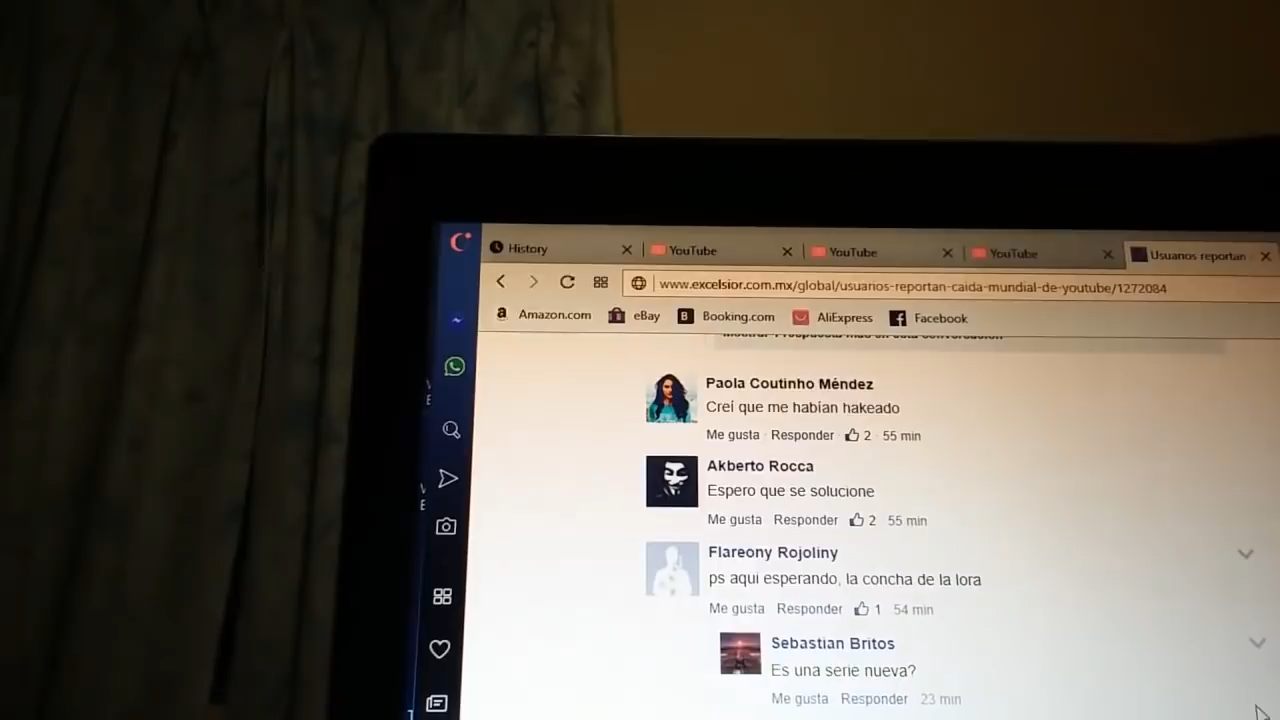 History
YouTube
YouTube
YouTube
Usuanos reportan
www.excelsior.com.mx/global/usuarios-reportan-caida-mundial-de-youtube/1272084
Amazon.com
eBay
Booking.com
AliExpress
Facebook
Paola Coutinho Méndez
Creí que me habían hakeado
Me gusta · Responder · 2 · 55 min
Akberto Rocca
Espero que se solucione
Me gusta Responder 2 55 min
Flareony Rojoliny
ps aqui esperando, la concha de la lora
Me gusta Responder 1 54 min
Sebastian Britos
Es una serie nueva?
Me gusta Responder 23 min